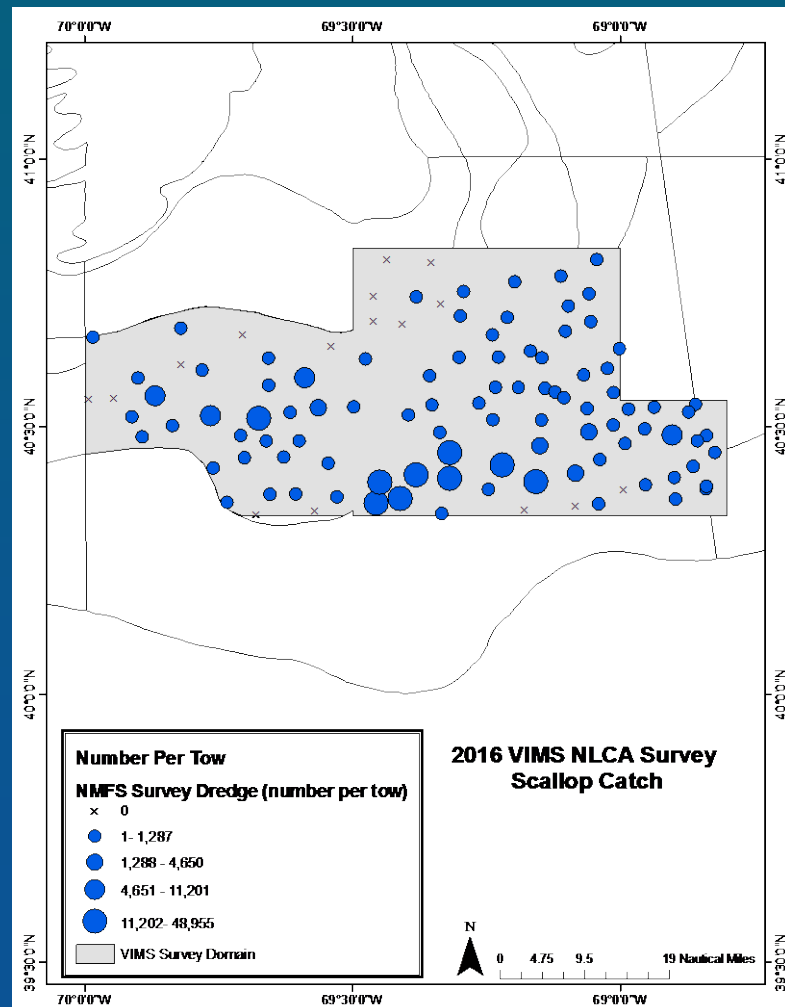 70°0'0"W 69°30'0"W 69°0'0"W
41°0'0"N 41°0'0"N
40°30'0"N 40°30'0"N
40°0'0"N 40°0'0"N
39°30'0"N 39°30'0"N
2016 VIMS NLCA Survey
Scallop Catch
Number Per Tow
NMFS Survey Dredge (number per tow)
0
1- 1,287
1,288 - 4,650
4,651 - 11,201
11,202- 48,955
VIMS Survey Domain
N
0 4.75 9.5 19 Nautical Miles
70°0'0"W 69°30'0"W 69°0'0"W